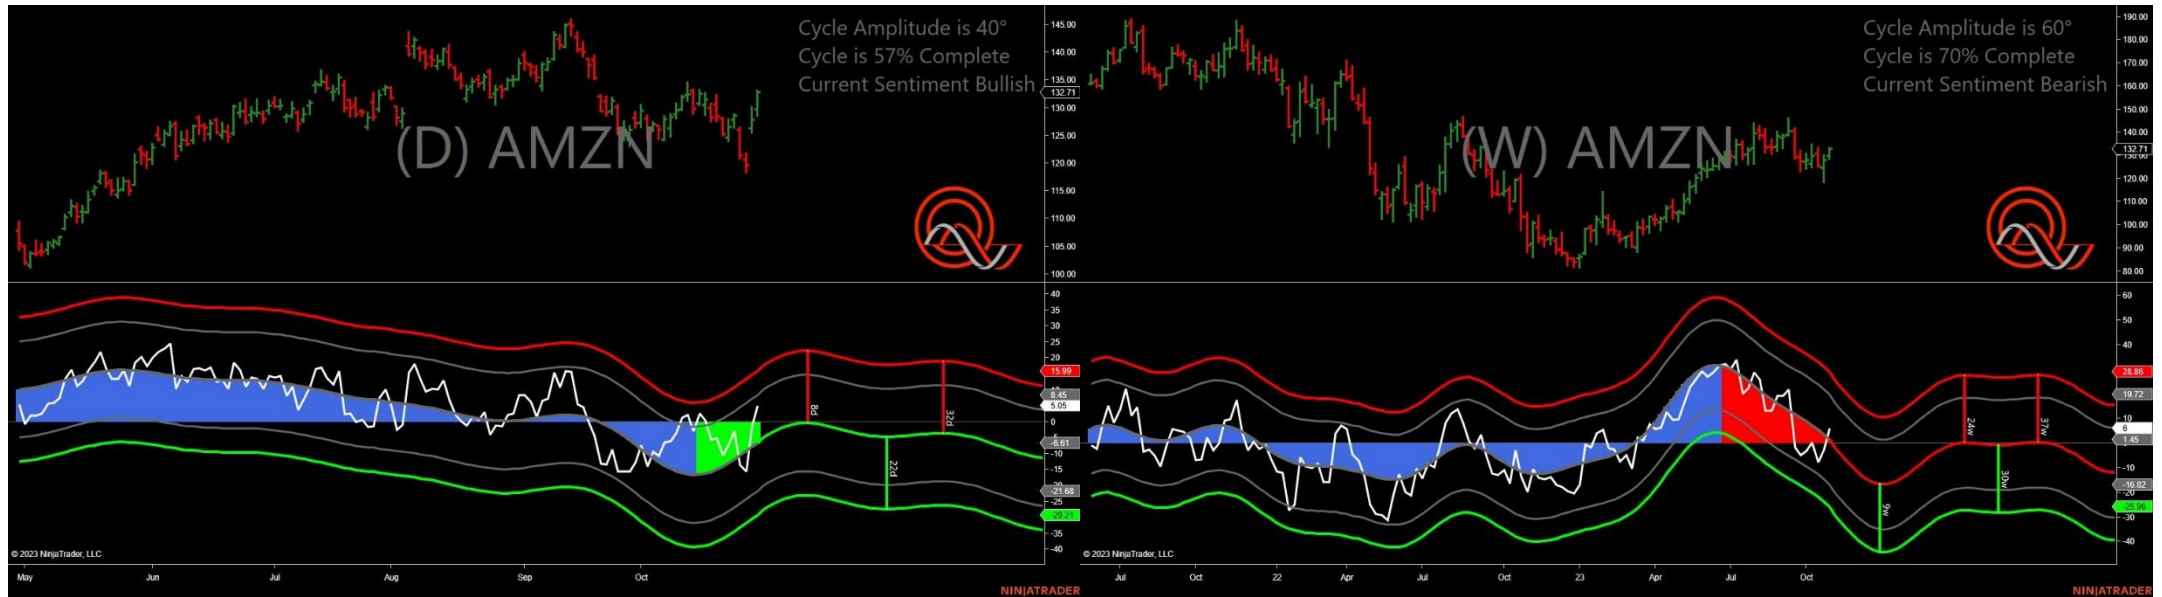 Cycle Amplitude is 40°
Cycle is 57% Complete
Current Sentiment Bullish
(D) AMZN
145.00
140.00
135.00
132.71
130.00
125.00
120.00
115.00
110.00
105.00
100.00
40
35
30
25
20
15.99
10
8.45
5.05
0
-6.61
-10
-15
-21.68
-25
-29.21
-35
-40
8d
22d
32d
© 2023 NinjaTrader, LLC
May Jun Jul Aug Sep Oct
NINJATRADER
Cycle Amplitude is 60°
Cycle is 70% Complete
Current Sentiment Bearish
(W) AMZN
190.00
180.00
170.00
160.00
150.00
140.00
132.71
130.00
120.00
110.00
100.00
90.00
80.00
60
50
40
28.86
19.72
10
6
1.45
-10
-16.82
-20
-25.96
-30
-40
9w
24w
30w
37w
© 2023 NinjaTrader, LLC
Jul Oct 22 Apr Jul Oct 23 Apr Jul Oct
NINJATRADER